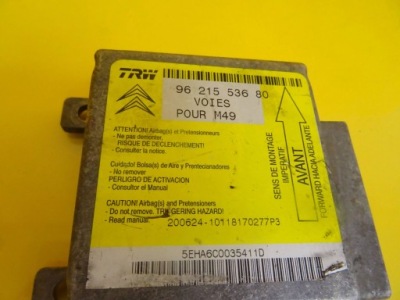 TRW
96 215 536 80
VOIES
POUR M49
ATTENTION! Airbag(s) et Pretensionneurs
- Ne pas démonter.
RISQUE DE DECLENCHEMENT!
- Consulter la notice.
Cuidado! Bolsa(s) de Aire y Pretencionadores
- No remover
PELIGRO DE ACTIVACION
- Consultar el Manual
CAUTION! Airbag(s) and Pretensioners
- Do not remove. TRIGGERING HAZARD!
- Read manual.
200624-10118170277P3
5EHA6C0035411D
SENS DE MONTAGE
IMPERATIF
AVANT
FORWARD HACIA ADELANTE